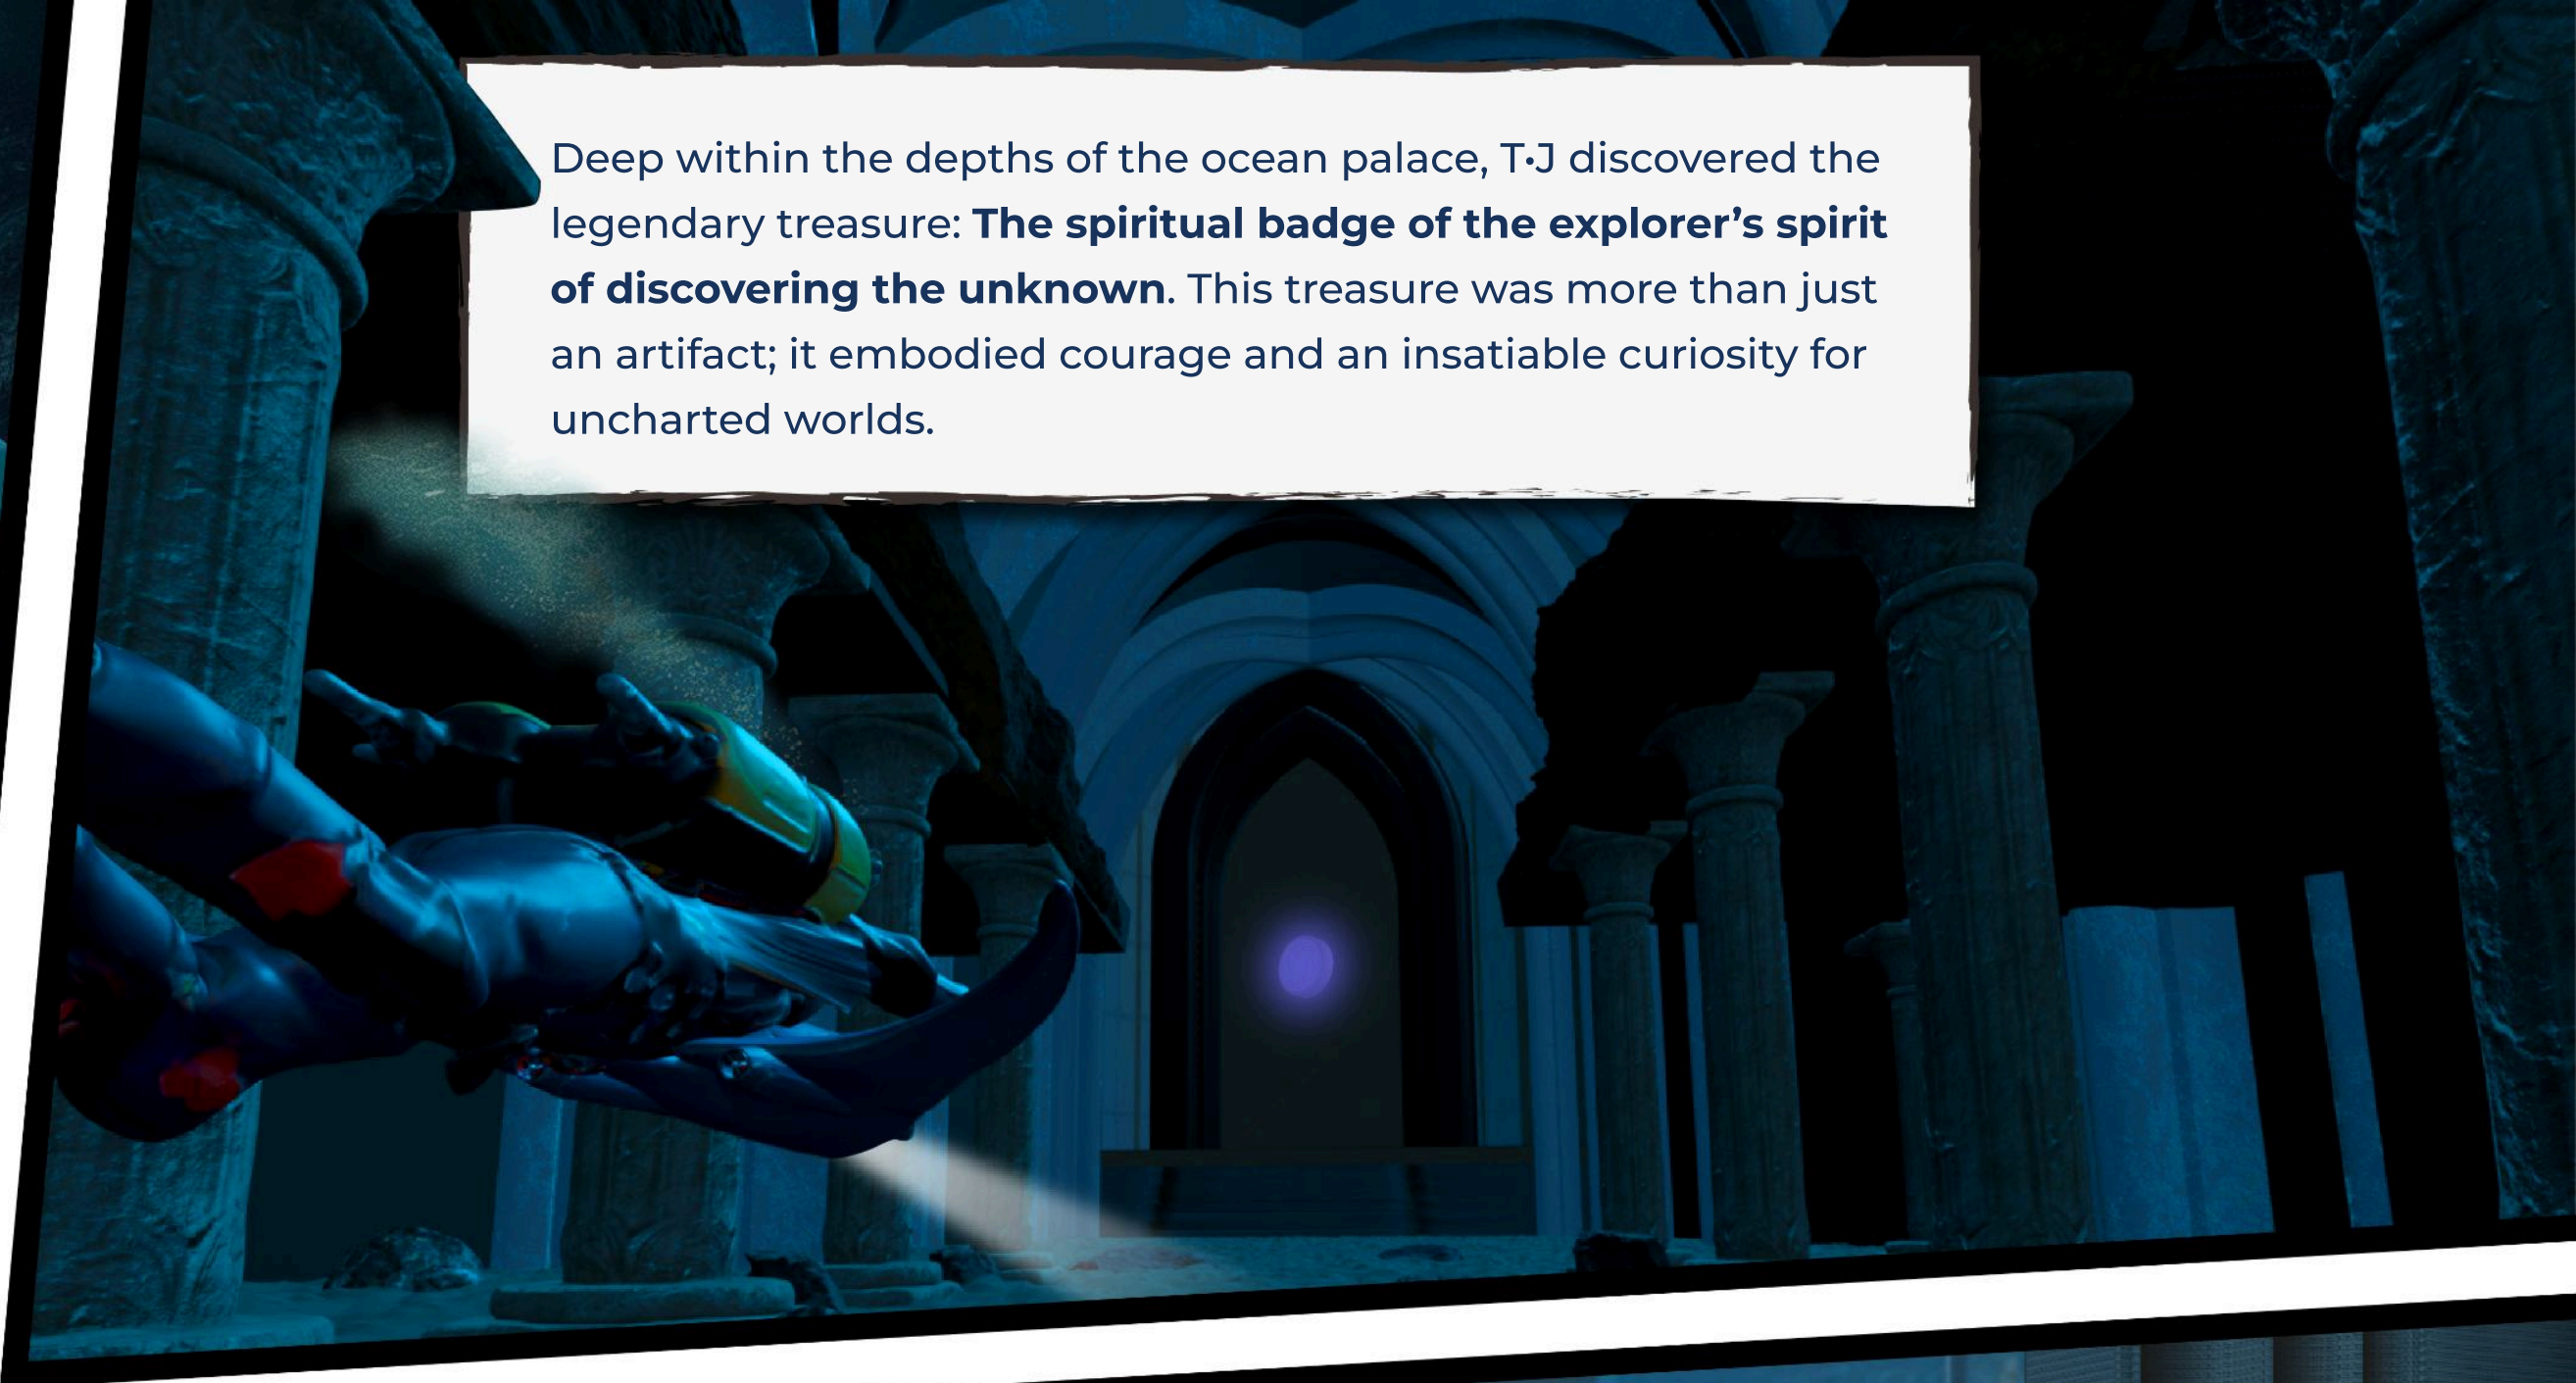 Deep within the depths of the ocean palace, T•J discovered the
legendary treasure: The spiritual badge of the explorer’s spirit
of discovering the unknown. This treasure was more than just
an artifact; it embodied courage and an insatiable curiosity for
uncharted worlds.